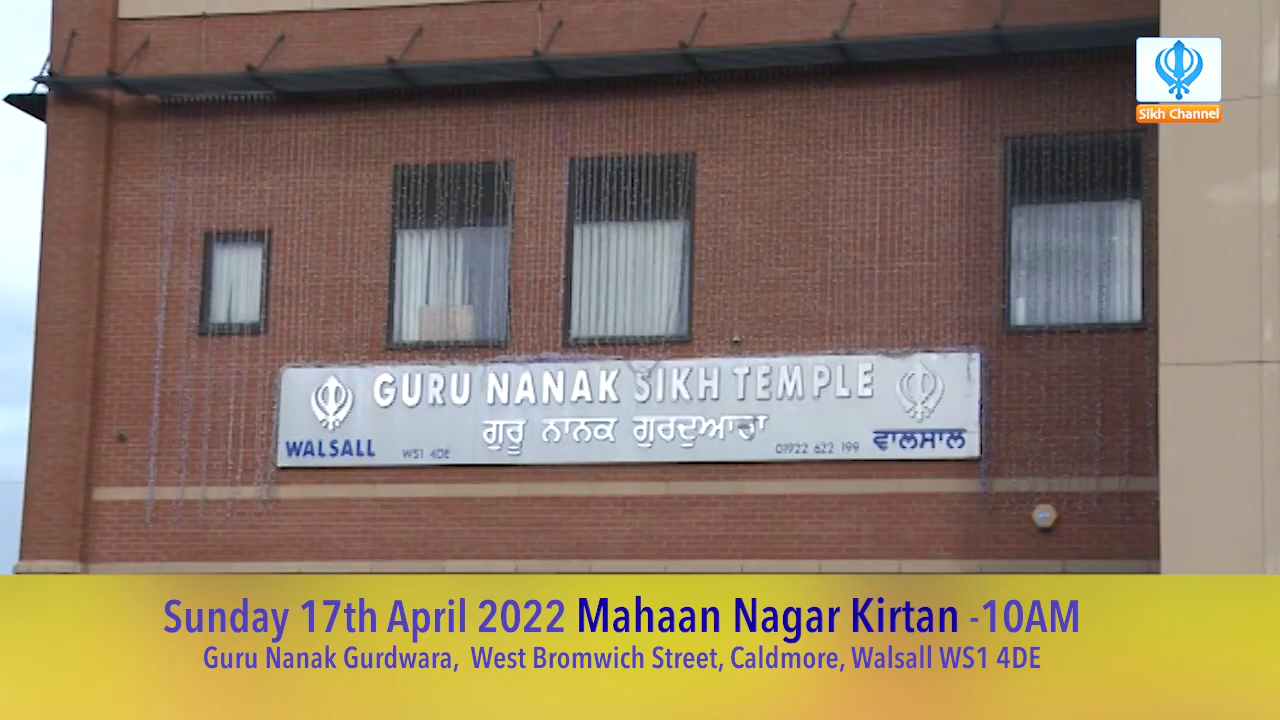 Sikh Channel
GURU NANAK SIKH TEMPLE
ਗੁਰੂ ਨਾਨਕ ਗੁਰਦੁਆਰਾ
WALSALL WS1 4DE 01922 622 199 ਵਾਲਸਾਲ
Sunday 17th April 2022 Mahaan Nagar Kirtan -10AM
Guru Nanak Gurdwara, West Bromwich Street, Caldmore, Walsall WS1 4DE